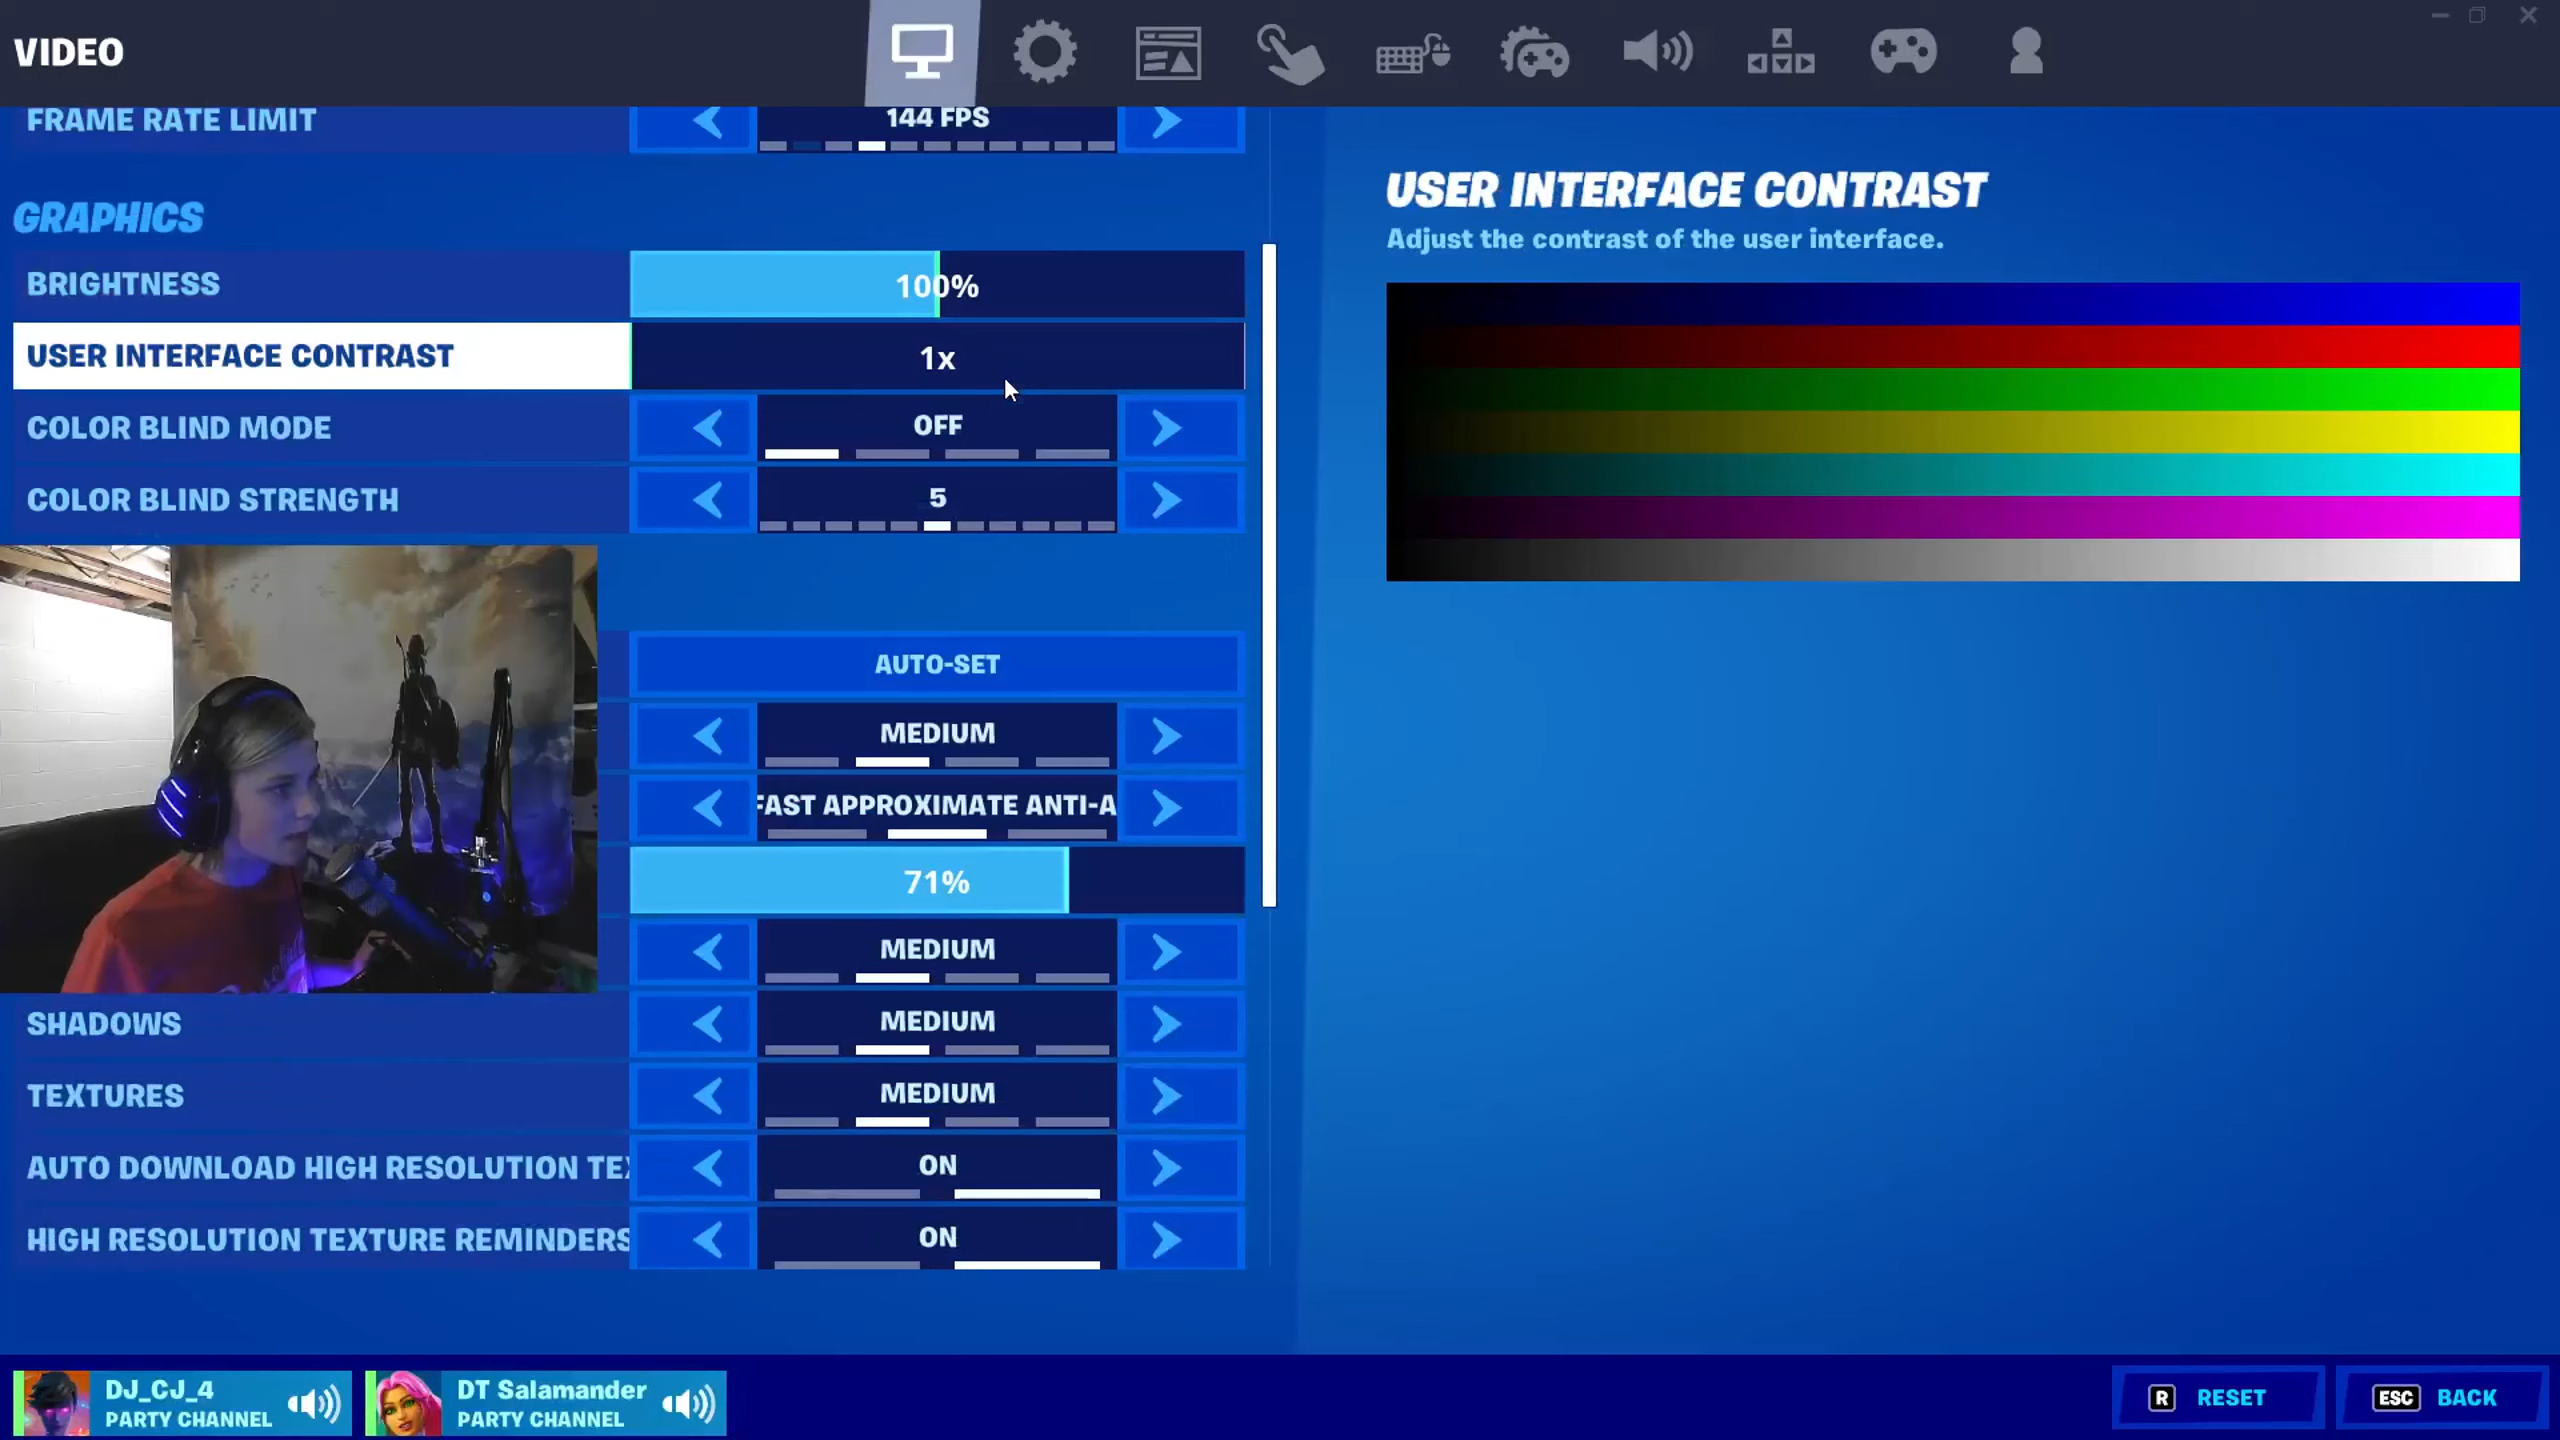 VIDEO
FRAME RATE LIMIT
144 FPS
GRAPHICS
BRIGHTNESS
100%
USER INTERFACE CONTRAST
1x
COLOR BLIND MODE
OFF
COLOR BLIND STRENGTH
5
AUTO-SET
MEDIUM
FAST APPROXIMATE ANTI-A
71%
MEDIUM
SHADOWS
MEDIUM
TEXTURES
MEDIUM
AUTO DOWNLOAD HIGH RESOLUTION TEX
ON
HIGH RESOLUTION TEXTURE REMINDERS
ON
USER INTERFACE CONTRAST
Adjust the contrast of the user interface.
DJ_CJ_4
PARTY CHANNEL
DT Salamander
PARTY CHANNEL
R RESET
ESC BACK